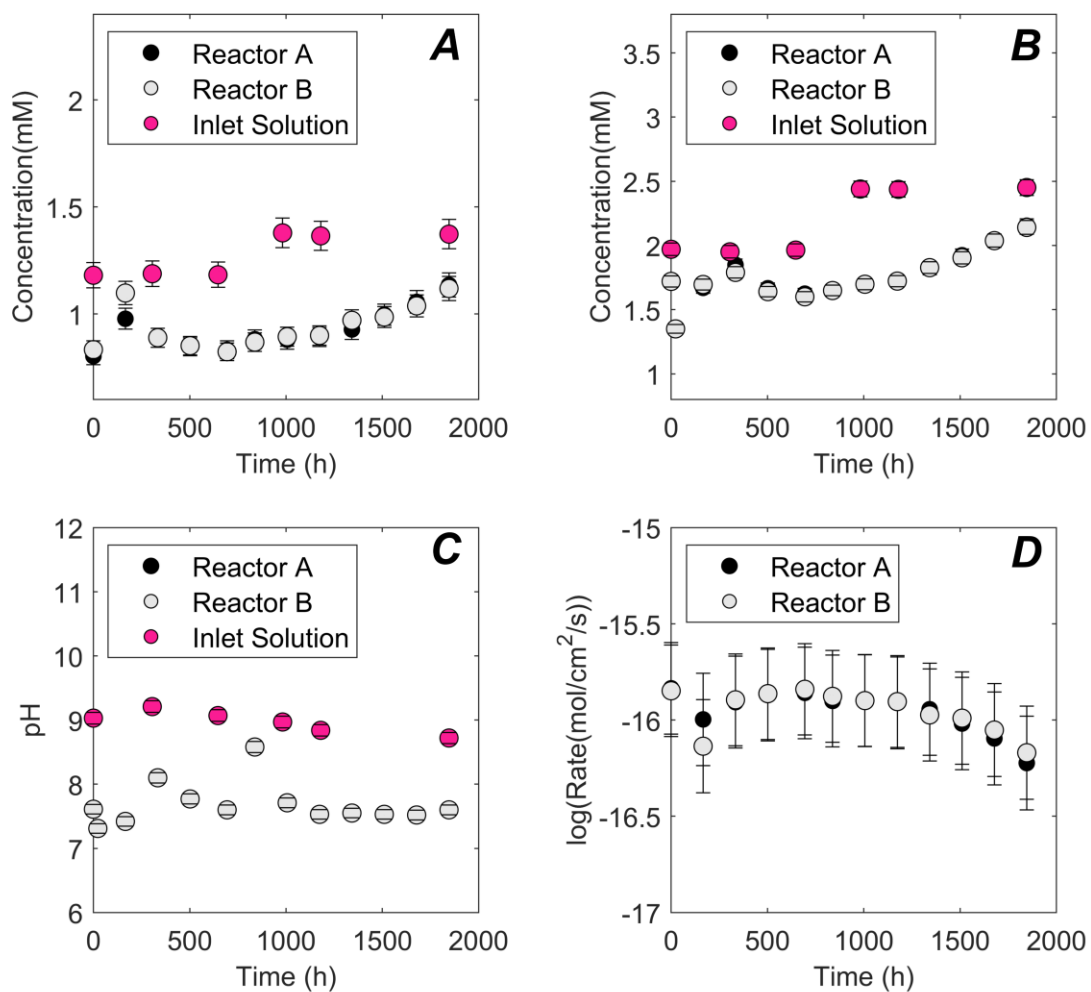 A
Reactor A
Reactor B
Inlet Solution
Concentration(mM)
2
1.5
1
0 500 1000 1500 2000
Time (h)
B
Reactor A
Reactor B
Inlet Solution
Concentration(mM)
3.5
3
2.5
2
1.5
1
0 500 1000 1500 2000
Time (h)
C
Reactor A
Reactor B
Inlet Solution
pH
12
11
10
9
8
7
6
0 500 1000 1500 2000
Time (h)
D
Reactor A
Reactor B
log(Rate(mol/cm²/s))
-15
-15.5
-16
-16.5
-17
0 500 1000 1500 2000
Time (h)